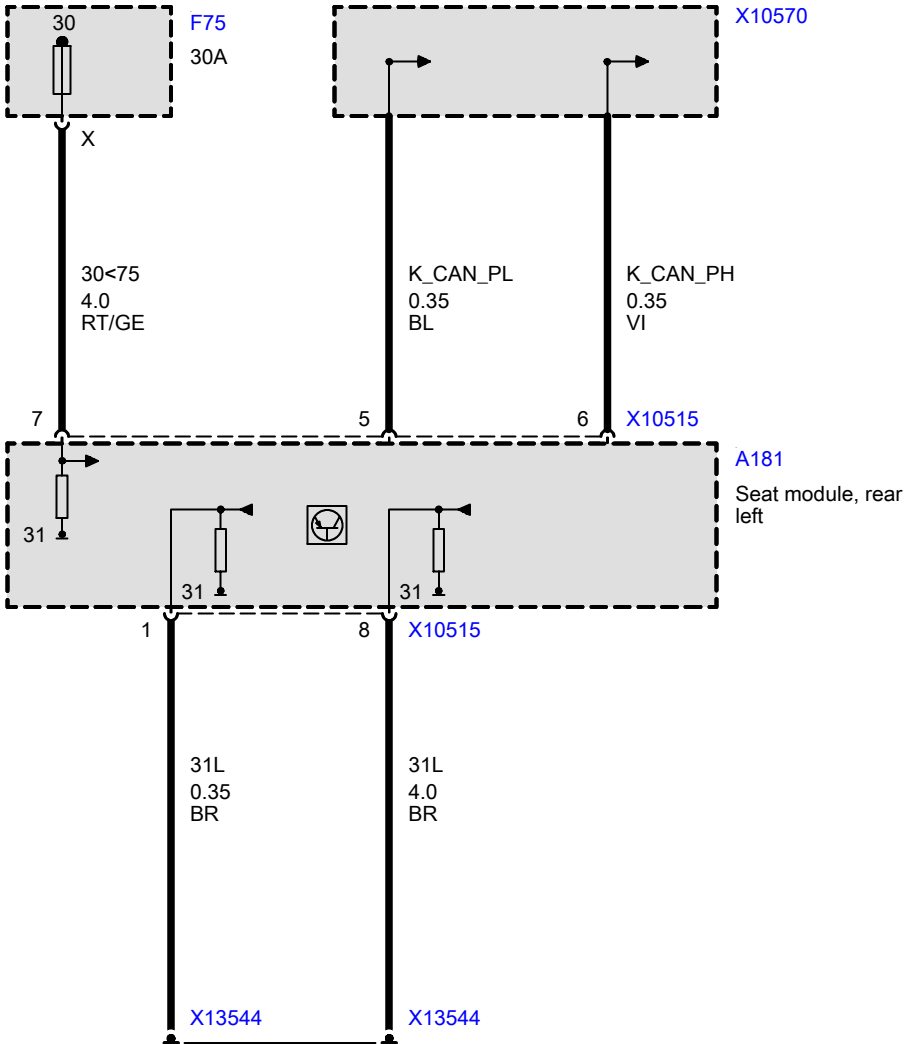 30
F75
30A
X10570
X
30<75
4.0
RT/GE
K_CAN_PL
0.35
BL
K_CAN_PH
0.35
VI
7
5
6
X10515
A181
Seat module, rear
left
31
31
31
1
8
X10515
31L
0.35
BR
31L
4.0
BR
X13544
X13544